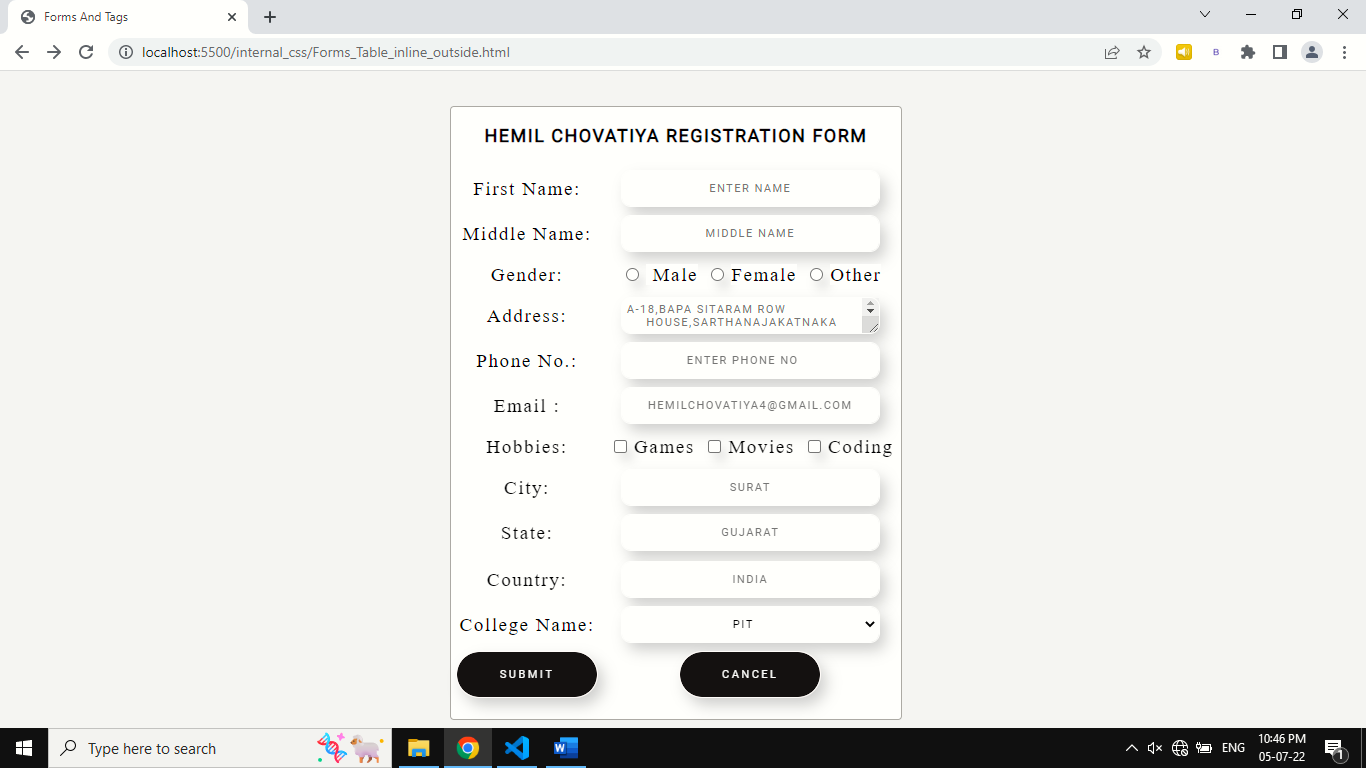 Forms And Tags
localhost:5500/internal_css/Forms_Table_inline_outside.html
B
HEMIL CHOVATIYA REGISTRATION FORM
First Name: ENTER NAME
Middle Name: MIDDLE NAME
Gender: Male Female Other
Address: A-18,BAPA SITARAM ROW
HOUSE,SARTHANAJAKATNAKA
Phone No.: ENTER PHONE NO
Email : HEMILCHOVATIYA4@GMAIL.COM
Hobbies: Games Movies Coding
City: SURAT
State: GUJARAT
Country: INDIA
College Name: PIT
SUBMIT CANCEL
Type here to search
W
ENG
10:46 PM
05-07-22
1